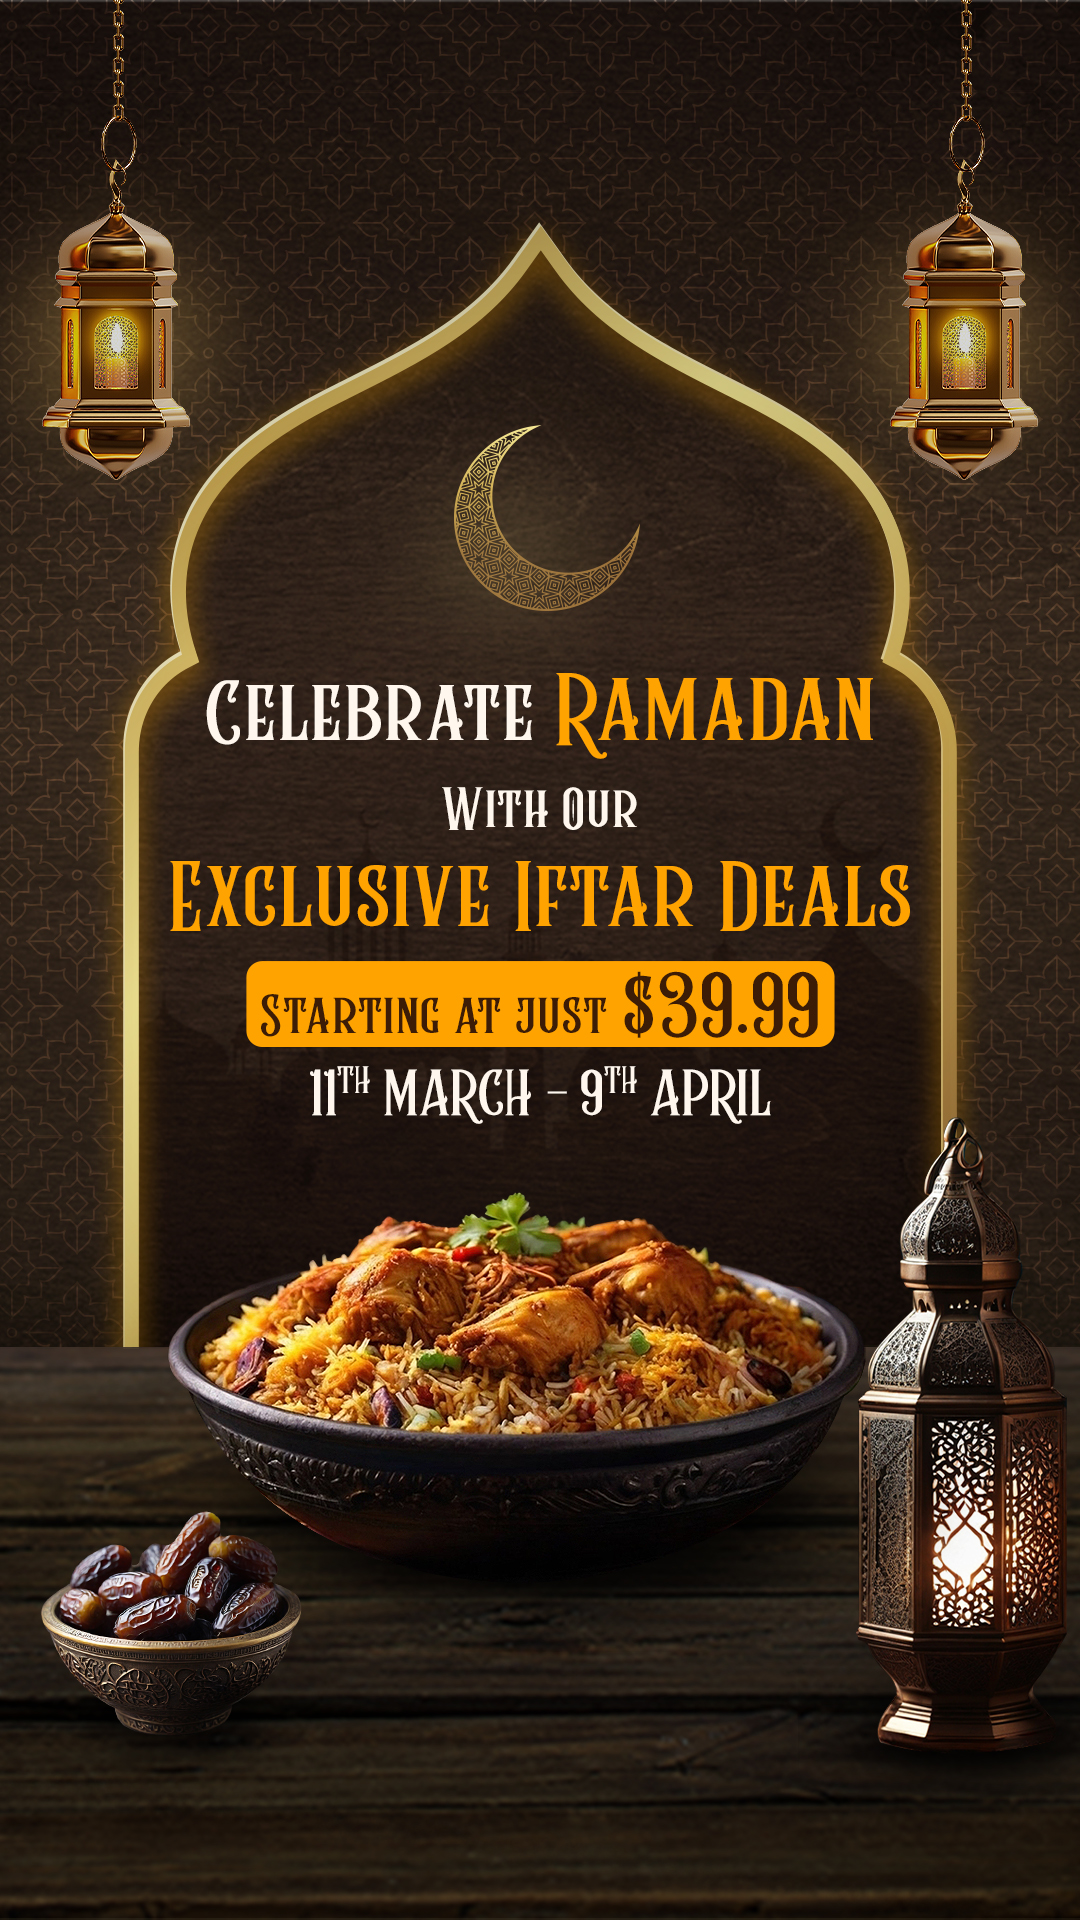 Celebrate Ramadan
With Our
Exclusive Iftar Deals
Starting at just $39.99
11TH MARCH – 9TH APRIL